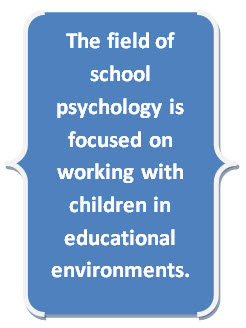 The field of
school
psychology is
focused on
working with
children in
educational
environments.